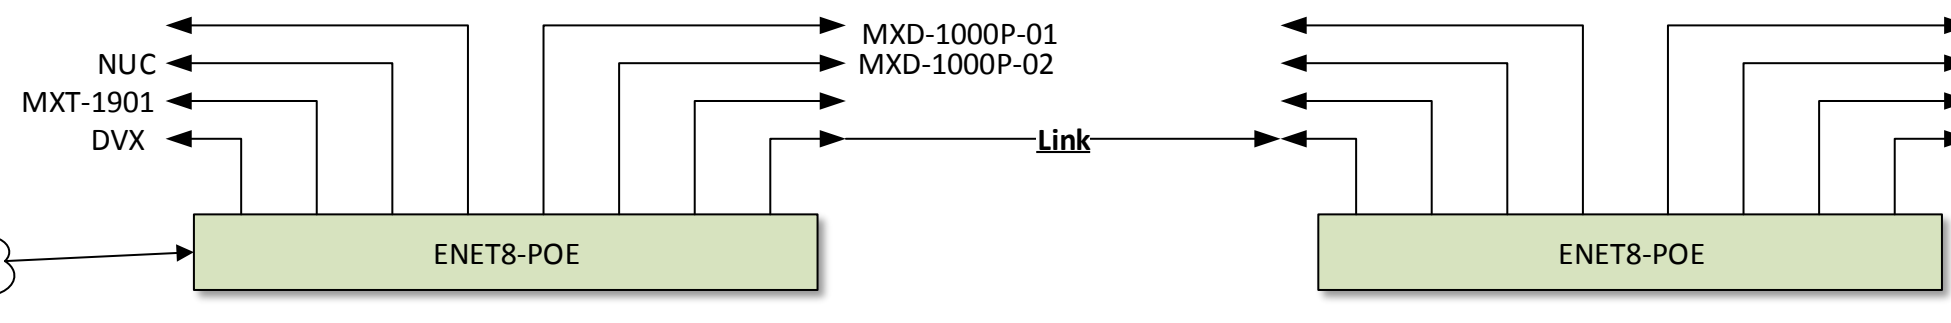 MXD-1000P-01
NUC
MXD-1000P-02
MXT-1901
DVX
Link
ENET8-POE
ENET8-POE